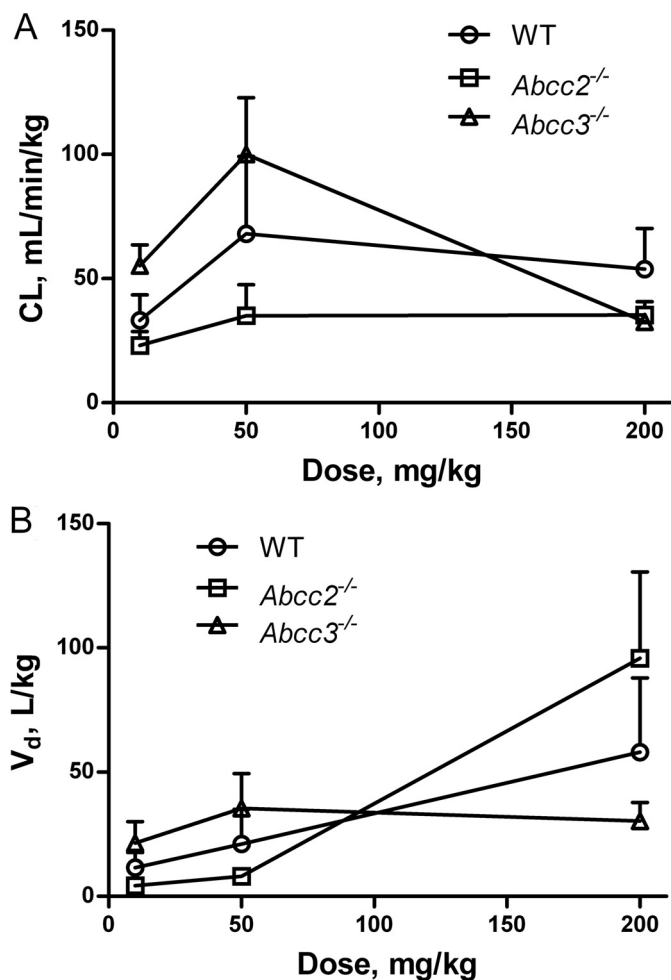 A
150
100
50
0
CL, mL/min/kg
WT
Abcc2-/-
Abcc3-/-
0 50 100 150 200
Dose, mg/kg
B
150
100
50
0
Vd, L/kg
WT
Abcc2-/-
Abcc3-/-
0 50 100 150 200
Dose, mg/kg